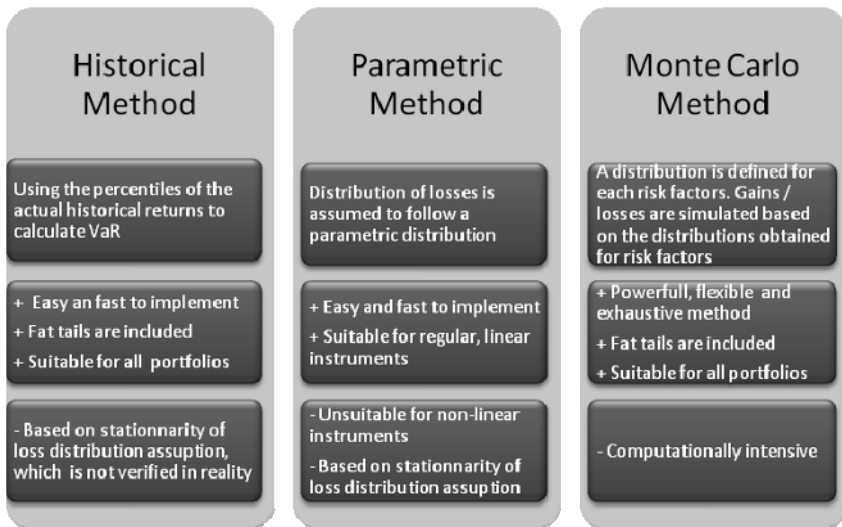 Historical
Method
Using the percentiles of the
actual historical returns to
calculate VaR
+ Easy an fast to implement
+ Fat tails are included
+ Suitable for all portfolios
- Based on stationnarity of
loss distribution assuption,
which is not verified in reality
Parametric
Method
Distribution of losses is
assumed to follow a
parametric distribution
+ Easy and fast to implement
+ Suitable for regular, linear
instruments
- Unsuitable for non-linear
instruments
- Based on stationnarity of
loss distribution assuption
Monte Carlo
Method
A distribution is defined for
each risk factors. Gains /
losses are simulated based
on the distributions obtained
for risk factors
+ Powerfull, flexible and
exhaustive method
+ Fat tails are included
+ Suitable for all portfolios
- Computationally intensive